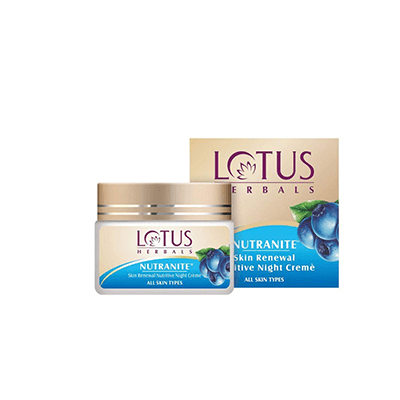 LOTUS
HERBALS
NUTRANITE™
Skin Renewal Nutritive Night Creme
ALL SKIN TYPES
LOTUS
HERBALS
NUTRANITE
Skin Renewal
itive Night Cremè
ALL SKIN TYPES